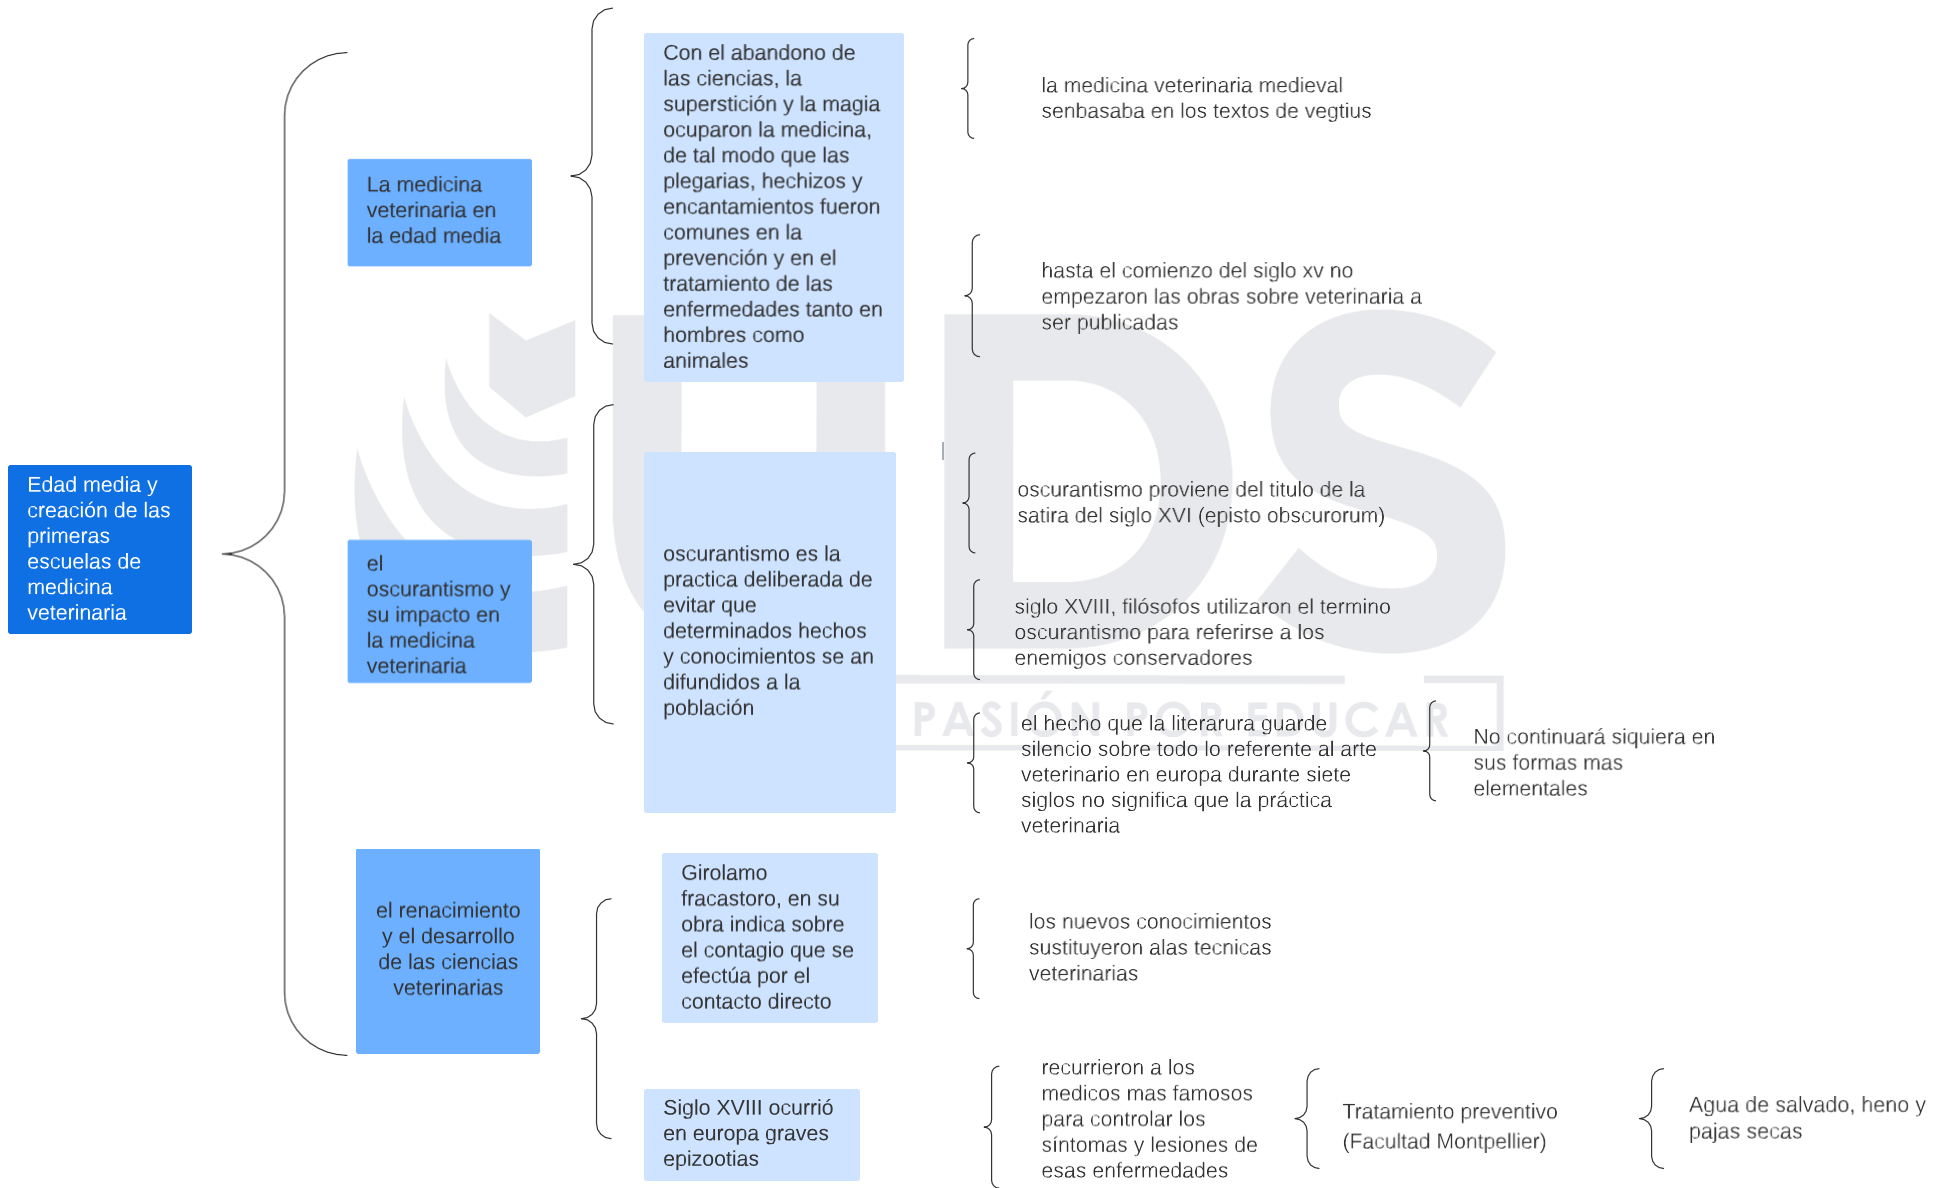 Edad media y
creación de las
primeras
escuelas de
medicina
veterinaria
La medicina
veterinaria en
la edad media
Con el abandono de
las ciencias, la
superstición y la magia
ocuparon la medicina,
de tal modo que las
plegarias, hechizos y
encantamientos fueron
comunes en la
prevención y en el
tratamiento de las
enfermedades tanto en
hombres como
animales
la medicina veterinaria medieval
senbasaba en los textos de vegtius
hasta el comienzo del siglo xv no
empezaron las obras sobre veterinaria a
ser publicadas
el
oscurantismo y
su impacto en
la medicina
veterinaria
oscurantismo es la
practica deliberada de
evitar que
determinados hechos
y conocimientos se an
difundidos a la
población
oscurantismo proviene del titulo de la
satira del siglo XVI (episto obscurorum)
siglo XVIII, filósofos utilizaron el termino
oscurantismo para referirse a los
enemigos conservadores
el hecho que la literarura guarde
silencio sobre todo lo referente al arte
veterinario en europa durante siete
siglos no significa que la práctica
veterinaria
No continuará siquiera en
sus formas mas
elementales
el renacimiento
y el desarrollo
de las ciencias
veterinarias
Girolamo
fracastoro, en su
obra indica sobre
el contagio que se
efectúa por el
contacto directo
los nuevos conocimientos
sustituyeron alas tecnicas
veterinarias
Siglo XVIII ocurrió
en europa graves
epizootias
recurrieron a los
medicos mas famosos
para controlar los
síntomas y lesiones de
esas enfermedades
Tratamiento preventivo
(Facultad Montpellier)
Agua de salvado, heno y
pajas secas
UDS
PASIÓN POR EDUCAR